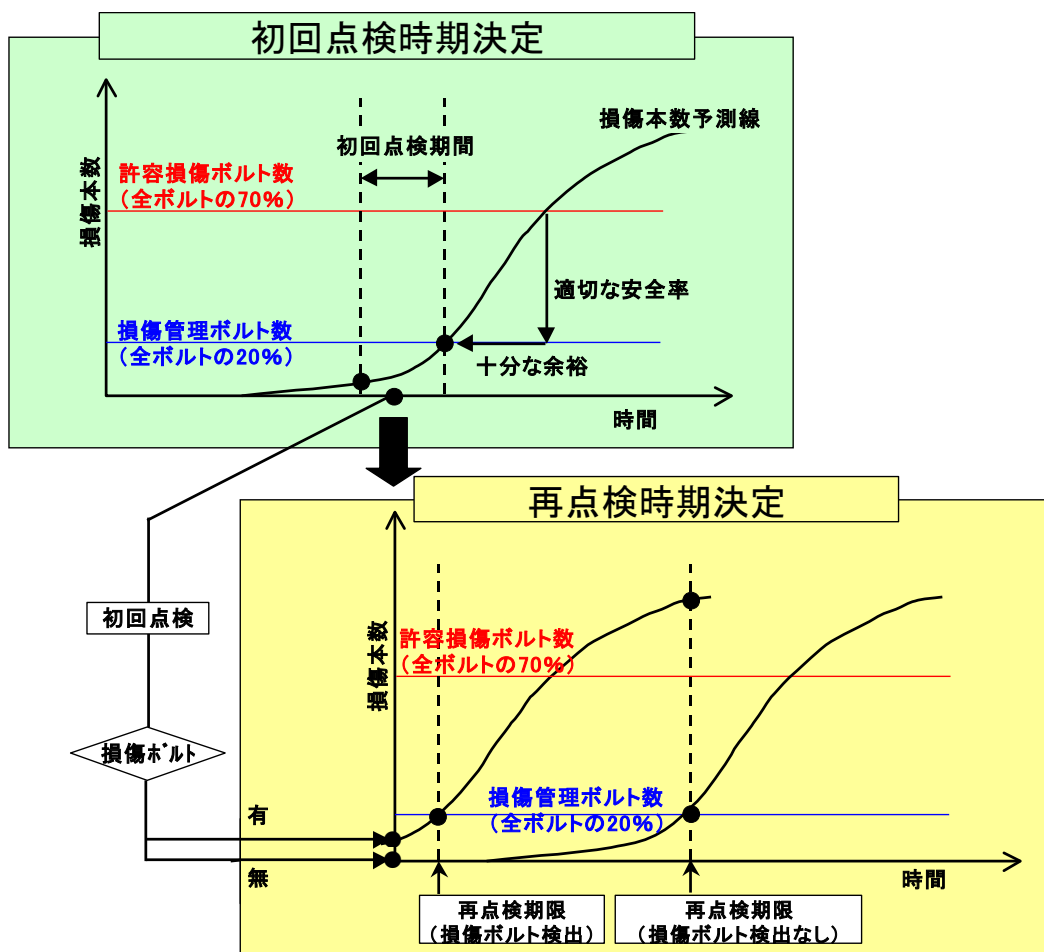 初回点検時期決定
損傷本数予測線
初回点検期間
許容損傷ボルト数
(全ボルトの70%)
損傷本数
適切な安全率
損傷管理ボルト数
(全ボルトの20%)
十分な余裕
時間
再点検時期決定
初回点検
許容損傷ボルト数
(全ボルトの70%)
損傷本数
損傷ボルト
損傷管理ボルト数
(全ボルトの20%)
有
無
時間
再点検期限
(損傷ボルト検出)
再点検期限
(損傷ボルト検出なし)